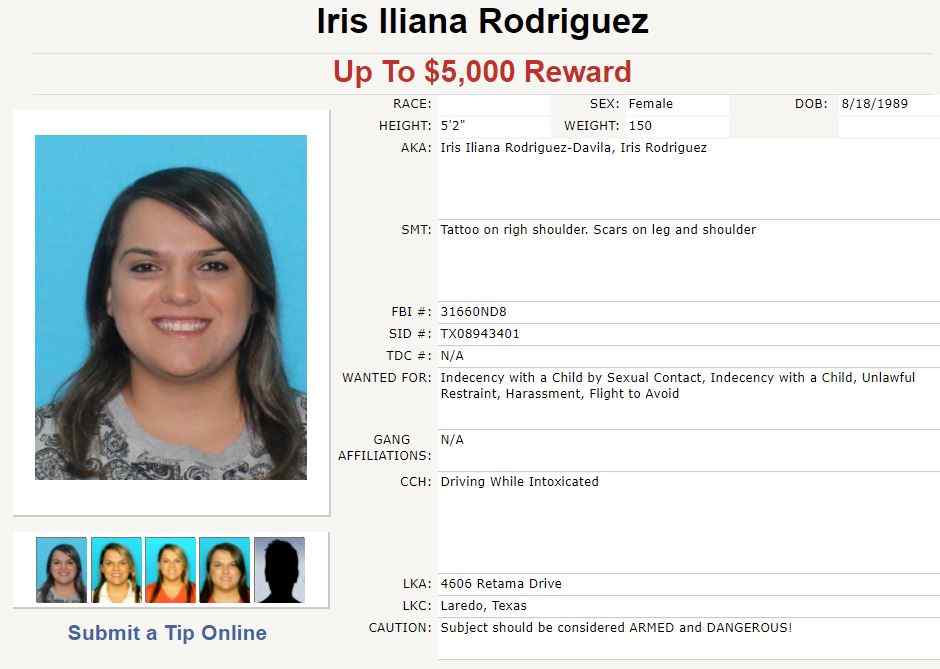 Iris Iliana Rodriguez
Up To $5,000 Reward
RACE: SEX: Female DOB: 8/18/1989
HEIGHT: 5'2" WEIGHT: 150
AKA: Iris Iliana Rodriguez-Davila, Iris Rodriguez
SMT: Tattoo on righ shoulder. Scars on leg and shoulder
FBI #: 31660ND8
SID #: TX08943401
TDC #: N/A
WANTED FOR: Indecency with a Child by Sexual Contact, Indecency with a Child, Unlawful
Restraint, Harassment, Flight to Avoid
GANG N/A
AFFILIATIONS:
CCH: Driving While Intoxicated
LKA: 4606 Retama Drive
LKC: Laredo, Texas
CAUTION: Subject should be considered ARMED and DANGEROUS!
Submit a Tip Online